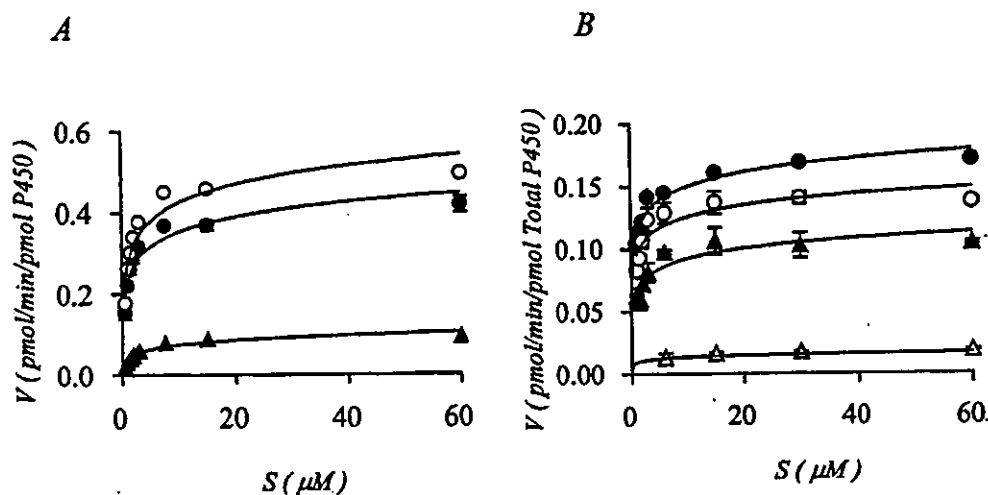 A
B
V ( pmol/min/pmol P450)
0.6
0.4
0.2
0.0
0 20 40 60
S ( μM )
V ( pmol/min/pmol Total P450)
0.20
0.15
0.10
0.05
0.00
0 20 40 60
S ( μM )